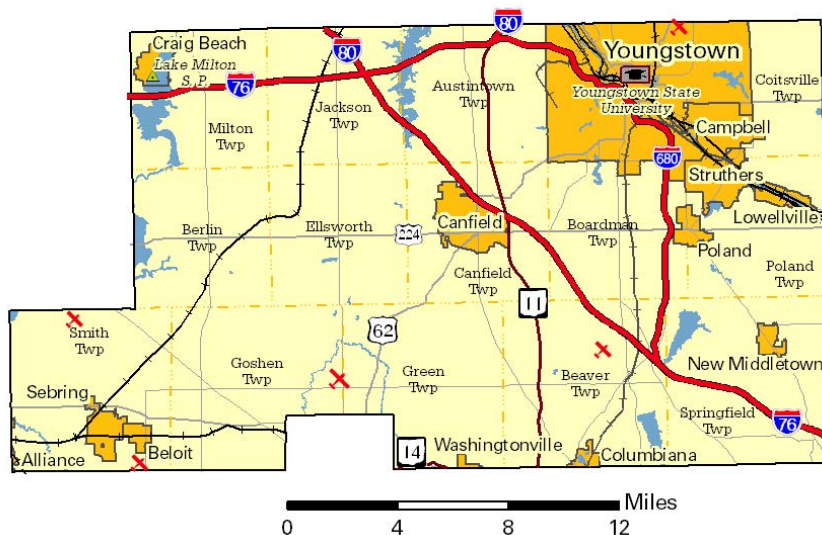 80
80
Craig Beach
Lake Milton
S.P.
76
Youngstown
Austintown
Twp
Coitsville
Twp
Youngstown State
University
Jackson
Twp
Milton
Twp
Campbell
680
Struthers
Lowellville
Canfield
Ellsworth
Twp
Berlin
Twp
224
Boardman
Twp
Poland
Canfield
Twp
Poland
Twp
11
62
Smith
Twp
Goshen
Twp
Green
Twp
Beaver
Twp
New Middletown
Sebring
Springfield
Twp
76
14
Washingtonville
Columbiana
Alliance
Beloit
Miles
0 4 8 12